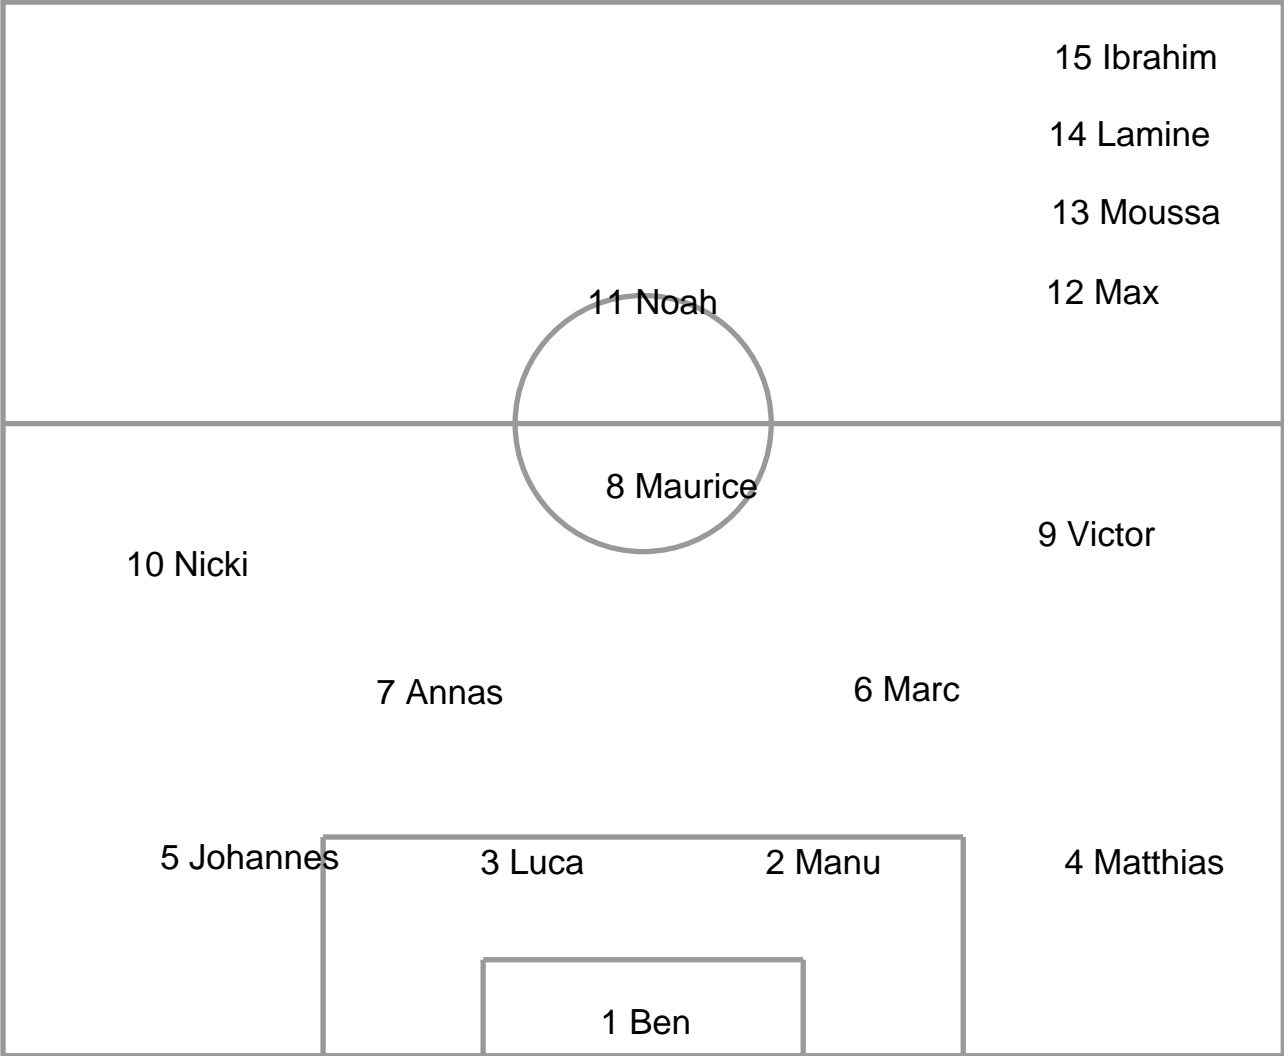 15 Ibrahim
14 Lamine
13 Moussa
12 Max
11 Noah
8 Maurice
9 Victor
10 Nicki
7 Annas
6 Marc
5 Johannes
3 Luca
2 Manu
4 Matthias
1 Ben